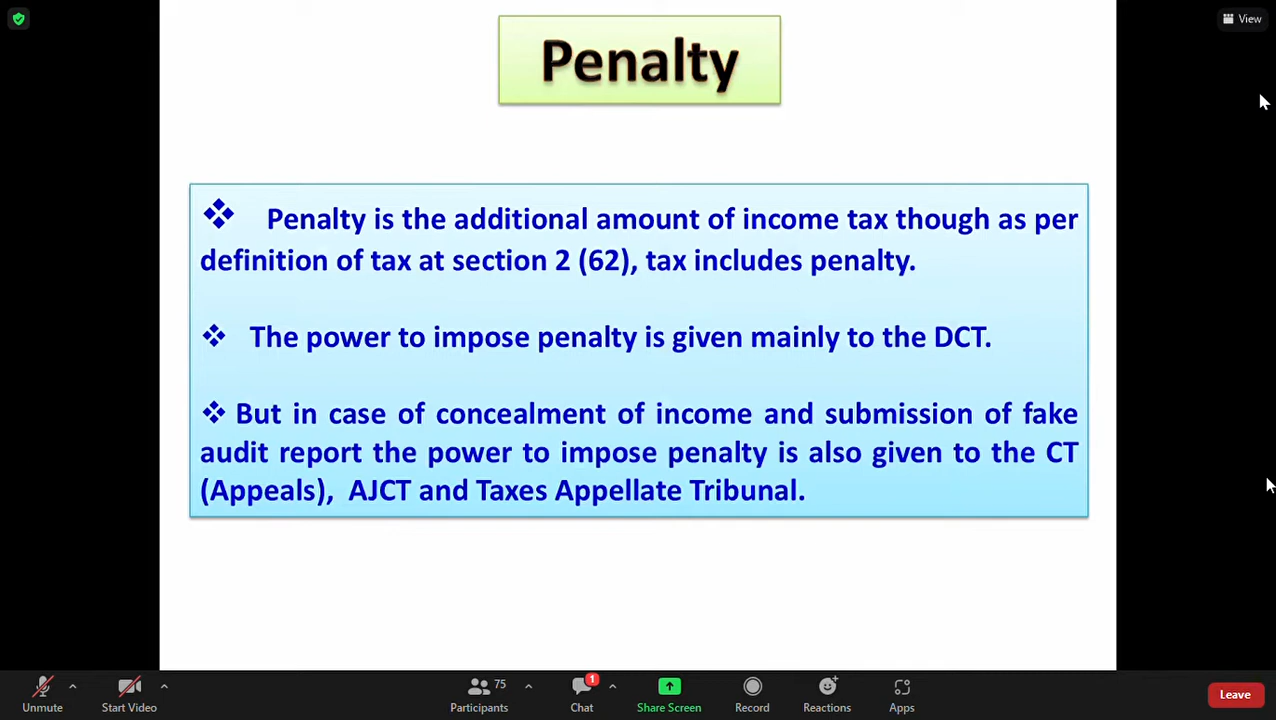 View
Penalty
❖ Penalty is the additional amount of income tax though as per
definition of tax at section 2 (62), tax includes penalty.
❖ The power to impose penalty is given mainly to the DCT.
❖ But in case of concealment of income and submission of fake
audit report the power to impose penalty is also given to the CT
(Appeals), AJCT and Taxes Appellate Tribunal.
75
1
Unmute
Start Video
Participants
Chat
Share Screen
Record
Reactions
Apps
Leave